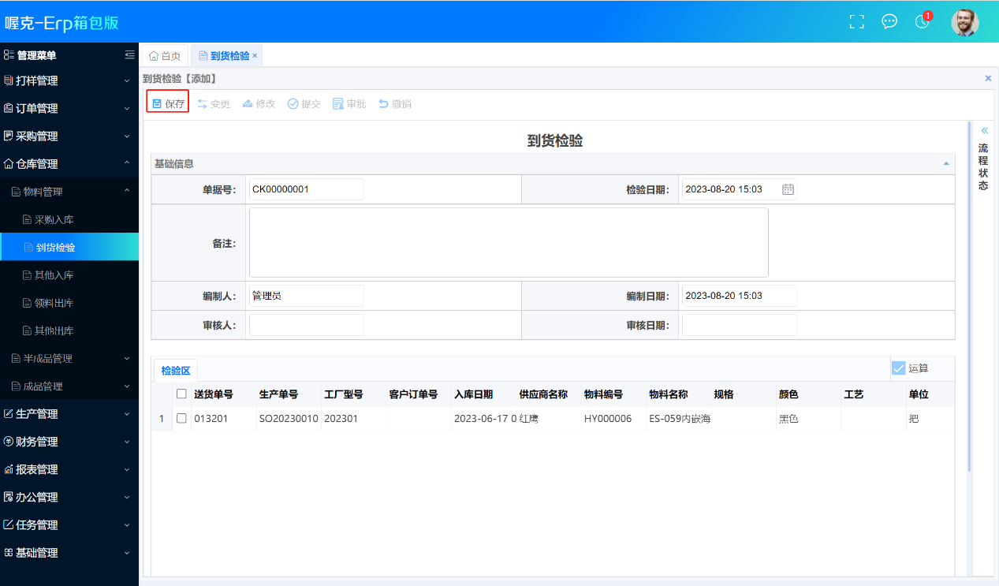 喔克-Erp箱包版
1
管理菜单
打样管理
订单管理
采购管理
仓库管理
物料管理
采购入库
到货检验
其他入库
领料出库
其他出库
半成品管理
成品管理
生产管理
财务管理
报表管理
办公管理
任务管理
基础管理
首页 到货检验 ×
到货检验【添加】 ×
保存 变更 修改 提交 审批 撤销
到货检验
基础信息
单据号： CK00000001 检验日期： 2023-08-20 15:03
备注：
编制人： 管理员 编制日期： 2023-08-20 15:03
审核人： 审核日期：
检验区 运算
送货单号 生产单号 工厂型号 客户订单号 入库日期 供应商名称 物料编号 物料名称 规格 颜色 工艺 单位
1 013201 SO20230010 202301 2023-06-17 0 红鹰 HY000006 ES-059内嵌海 黑色 把
«
流程状态